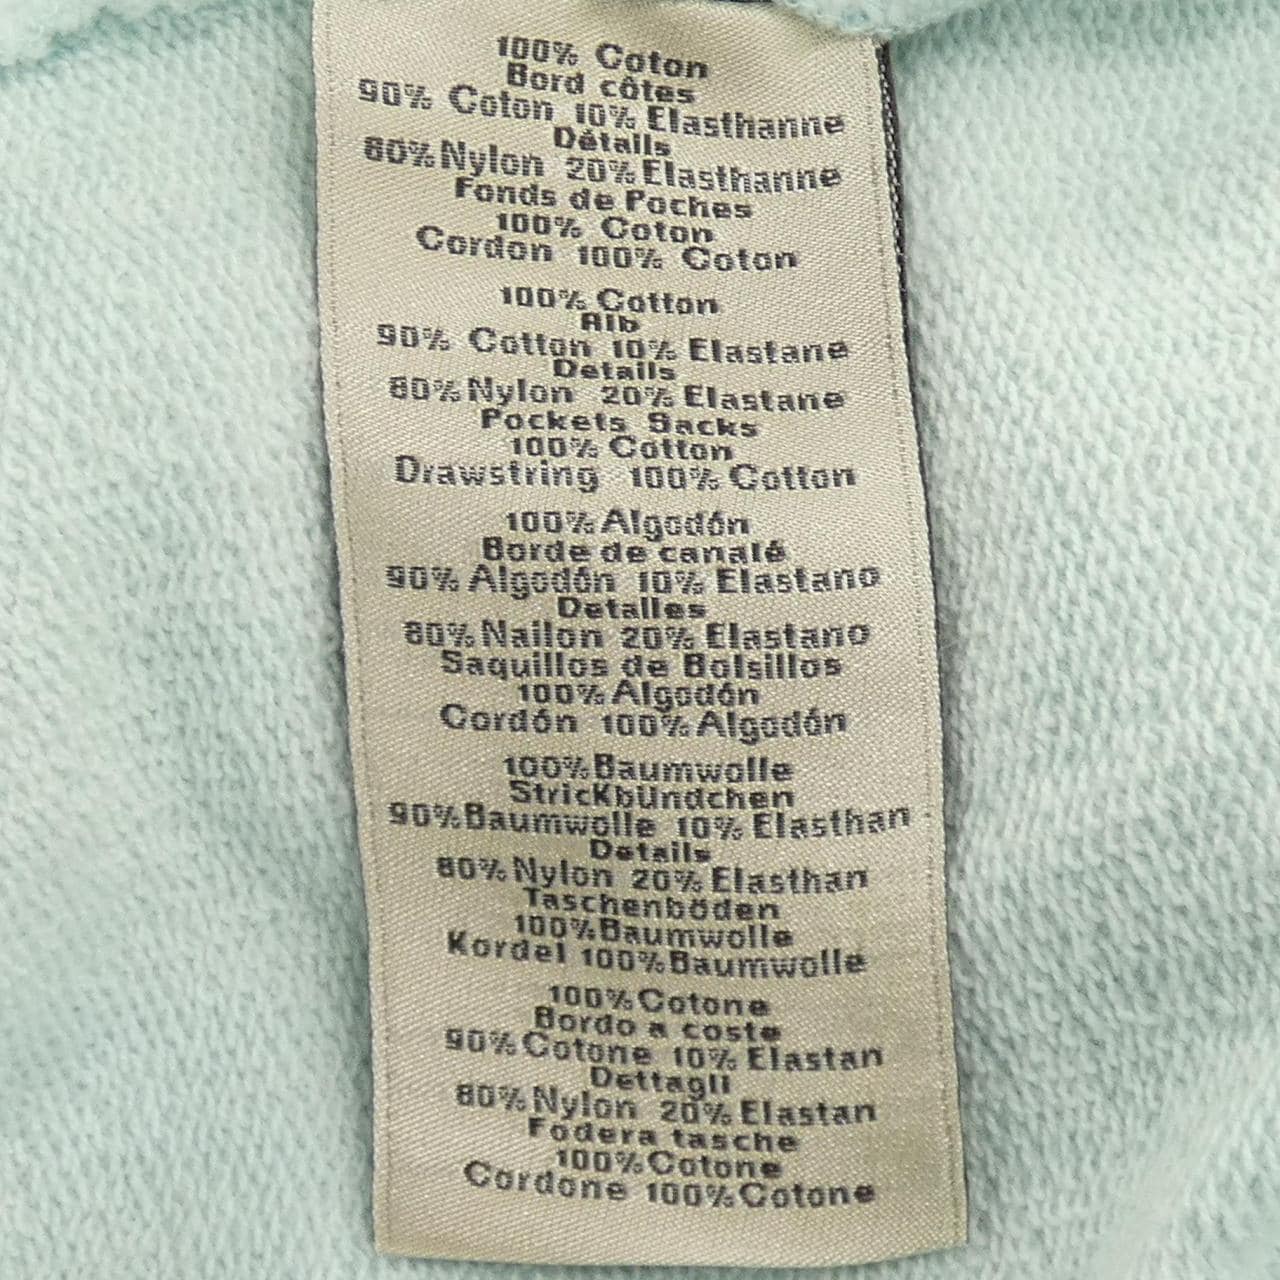 100% Coton
Bord côtes
90% Coton 10% Elasthanne
Détails
80% Nylon 20% Elasthanne
Fonds de Poches
100% Coton
Cordon 100% Coton
100% Cotton
Rib
90% Cotton 10% Elastane
Details
80% Nylon 20% Elastane
Pockets Sacks
100% Cotton
Drawstring 100% Cotton
100% Algodón
Borde de canalé
90% Algodón 10% Elastano
Detalles
80% Nailon 20% Elastano
Saquillos de Bolsillos
100% Algodón
Cordón 100% Algodón
100% Baumwolle
Strickbündchen
90% Baumwolle 10% Elasthan
Details
80% Nylon 20% Elasthan
Taschenböden
100% Baumwolle
Kordel 100% Baumwolle
100% Cotone
Bordo a coste
90% Cotone 10% Elastan
Dettagli
80% Nylon 20% Elastan
Fodera tasche
100% Cotone
Cordone 100% Cotone